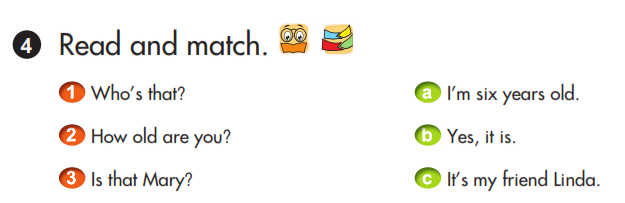 4 Read and match.
1 Who's that? a I'm six years old.
2 How old are you? b Yes, it is.
3 Is that Mary? c It's my friend Linda.